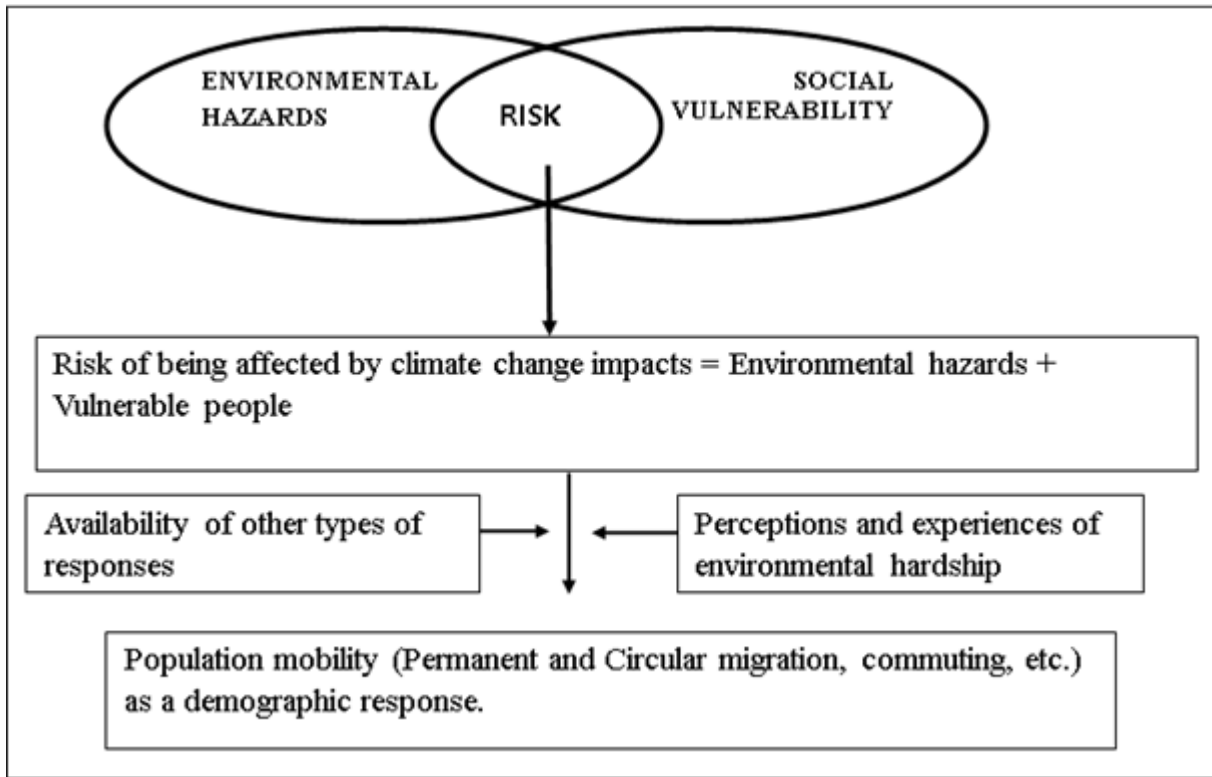 ENVIRONMENTAL
HAZARDS
RISK
SOCIAL
VULNERABILITY
Risk of being affected by climate change impacts = Environmental hazards +
Vulnerable people
Availability of other types of
responses
Perceptions and experiences of
environmental hardship
Population mobility (Permanent and Circular migration, commuting, etc.)
as a demographic response.